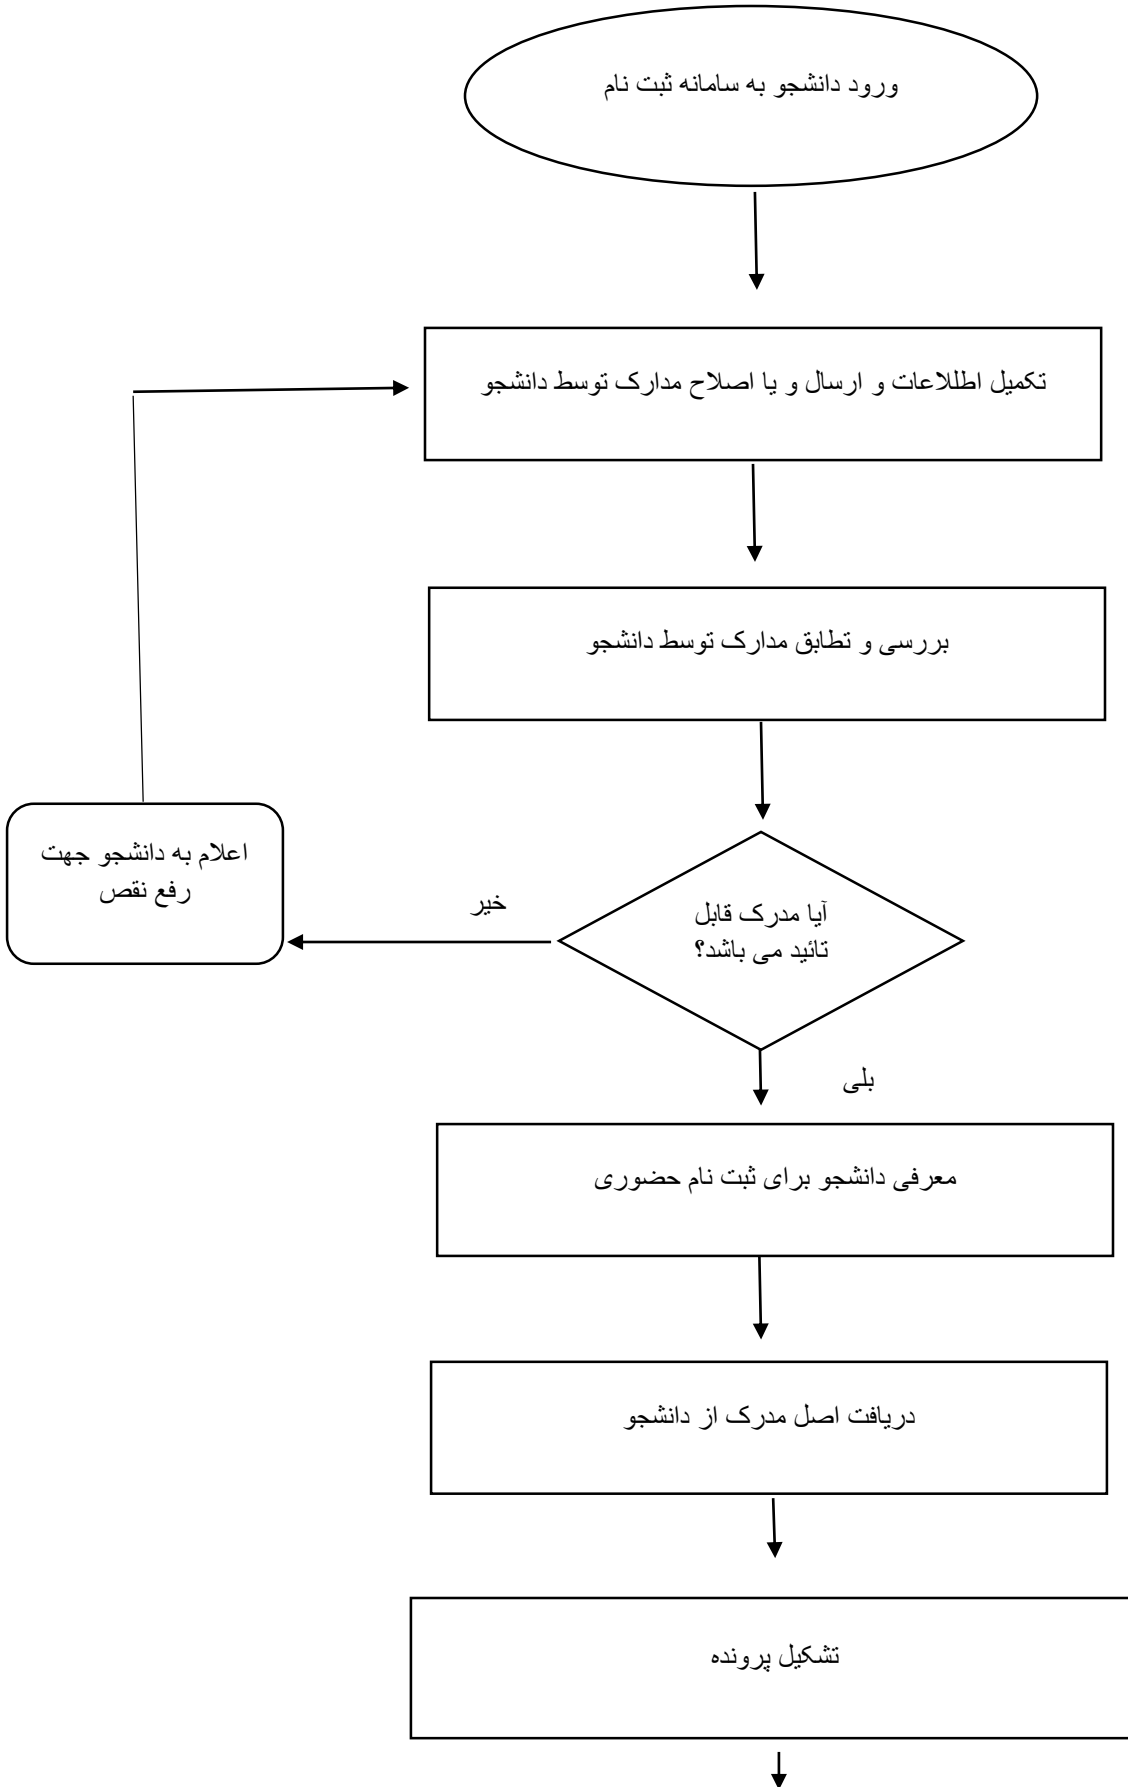 ورود دانشجو به سامانه ثبت نام
تکمیل اطللاعات و ارسال و یا اصلاح مدارک توسط دانشجو
بررسی و تطابق مدارک توسط دانشجو
اعلام به دانشجو جهت
رفع نقص
خیر
آیا مدرک قابل
تائید می باشد؟
بلی
معرفی دانشجو برای ثبت نام حضوری
دریافت اصل مدرک از دانشجو
تشکیل پرونده